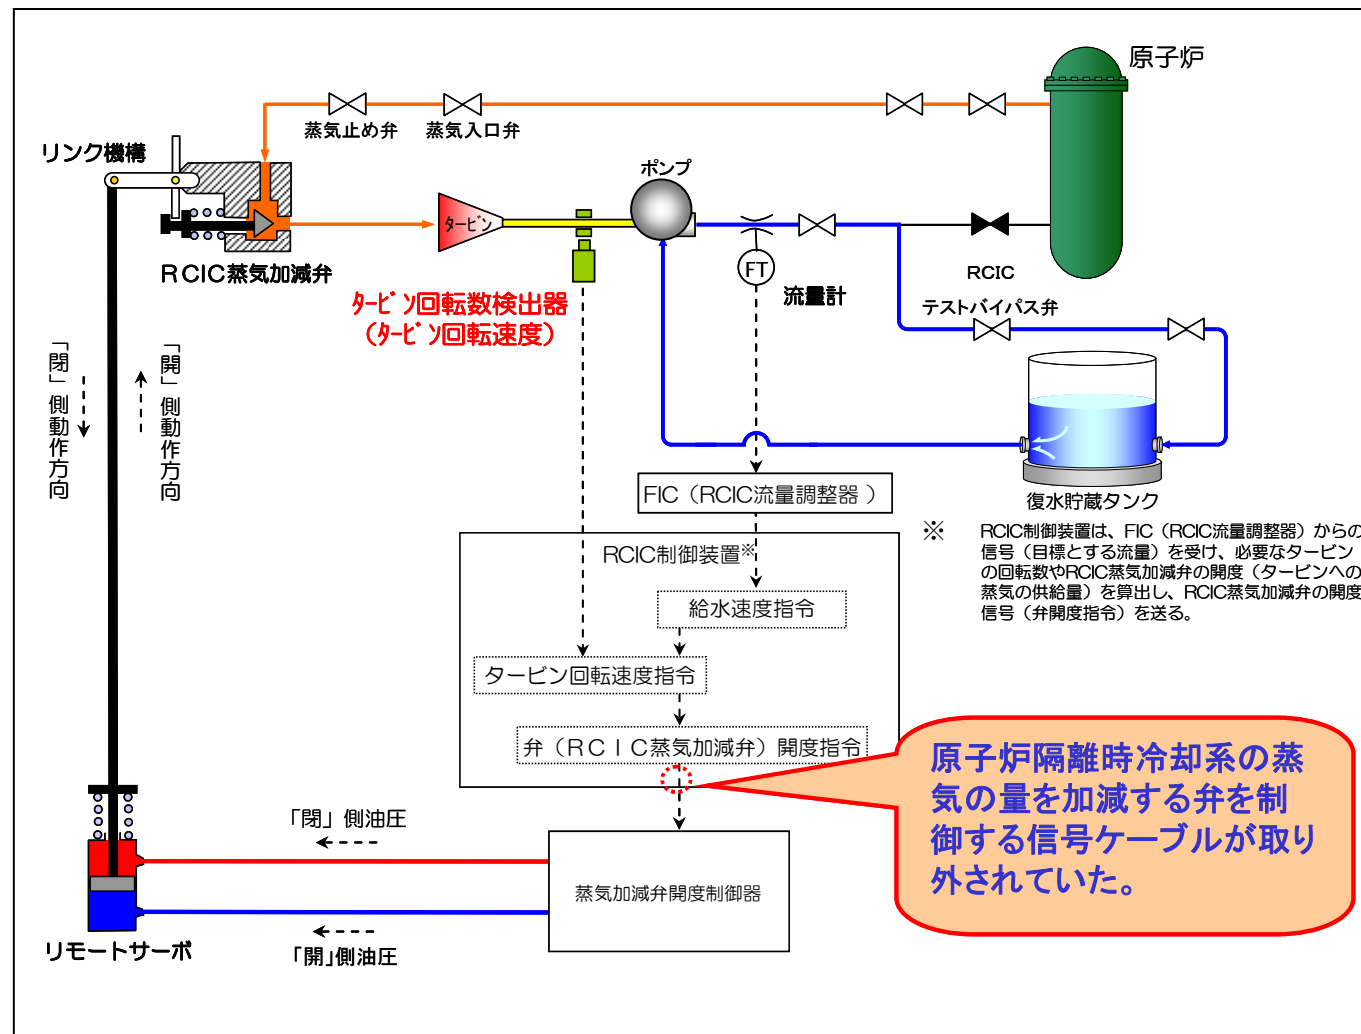 原子炉
蒸気止め弁
蒸気入口弁
リンク機構
ポンプ
タービン
RCIC蒸気加減弁
FT
RCIC
ﾀｰﾋﾞﾝ回転数検出器
（ﾀｰﾋﾞﾝ回転速度）
流量計
テストバイパス弁
「閉」側動作方向
「開」側動作方向
FIC（RCIC流量調整器 ）
復水貯蔵タンク
※ RCIC制御装置は、FIC（RCIC流量調整器）からの
信号（目標とする流量）を受け、必要なタービン
の回転数やRCIC蒸気加減弁の開度（タービンへの
蒸気の供給量）を算出し、RCIC蒸気加減弁の開度
信号（弁開度指令）を送る。
RCIC制御装置※
給水速度指令
タービン回転速度指令
弁（ＲＣＩＣ蒸気加減弁）開度指令
原子炉隔離時冷却系の蒸
気の量を加減する弁を制
御する信号ケーブルが取り
外されていた。
「閉」側油圧
蒸気加減弁開度制御器
リモートサーボ
「開」側油圧